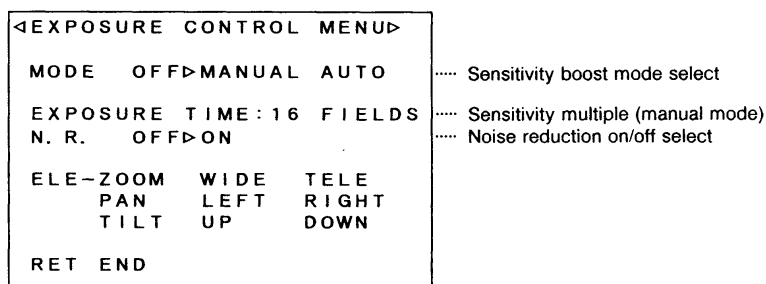 ◁EXPOSURE CONTROL MENU▷
MODE OFF▷MANUAL AUTO ····· Sensitivity boost mode select
EXPOSURE TIME:16 FIELDS ····· Sensitivity multiple (manual mode)
N. R. OFF▷ON ····· Noise reduction on/off select
ELE–ZOOM WIDE TELE
PAN LEFT RIGHT
TILT UP DOWN
RET END